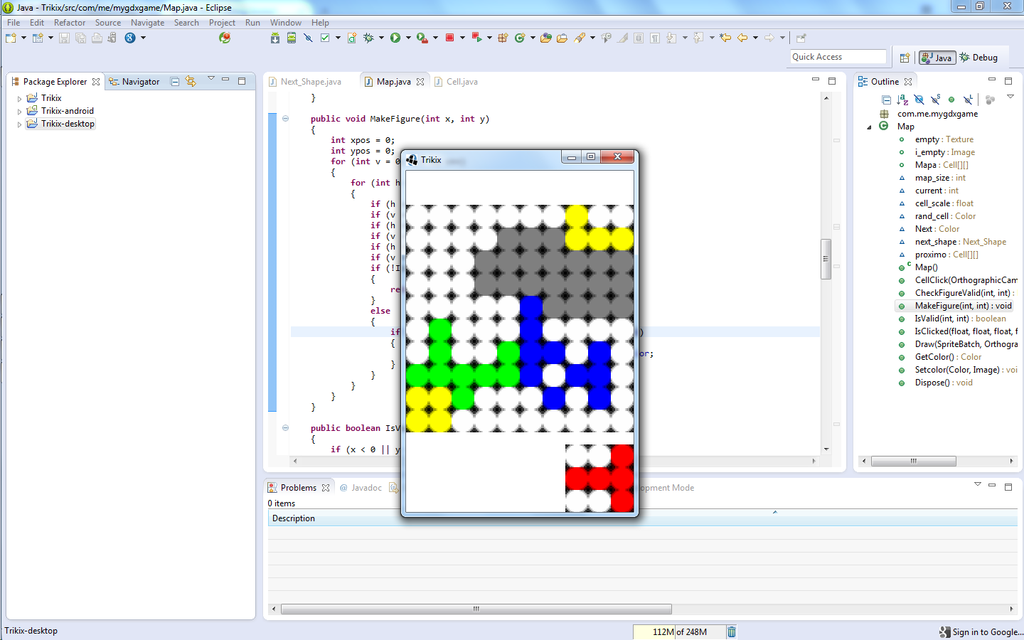 Java - Trikix/src/com/me/mygdxgame/Map.java - Eclipse
File Edit Refactor Source Navigate Search Project Run Window Help
Quick Access
Java
Debug
Package Explorer
Navigator
Trikix
Trikix-android
Trikix-desktop
Next_Shape.java
Map.java
Cell.java
}
public void MakeFigure(int x, int y)
{
int xpos = 0;
int ypos = 0;
for (int v = 0
{
for (int h
{
if (h
if (v
if (h
if (v
if (h
if (v
if (!I
{
re
}
else
{
if )
{
or;
}
}
}
}
}
public boolean IsV
{
if (x < 0 || y
Trikix
Outline
com.me.mygdxgame
Map
empty : Texture
i_empty : Image
Mapa : Cell[][]
map_size : int
current : int
cell_scale : float
rand_cell : Color
Next : Color
next_shape : Next_Shape
proximo : Cell[][]
Map()
CellClick(OrthographicCam
CheckFigureValid(int, int) :
MakeFigure(int, int) : void
IsValid(int, int) : boolean
IsClicked(float, float, float, f
Draw(SpriteBatch, Orthogra
GetColor() : Color
Setcolor(Color, Image) : voi
Dispose() : void
Problems
Javadoc
opment Mode
0 items
Description
Trikix-desktop
112M of 248M
Sign in to Google...